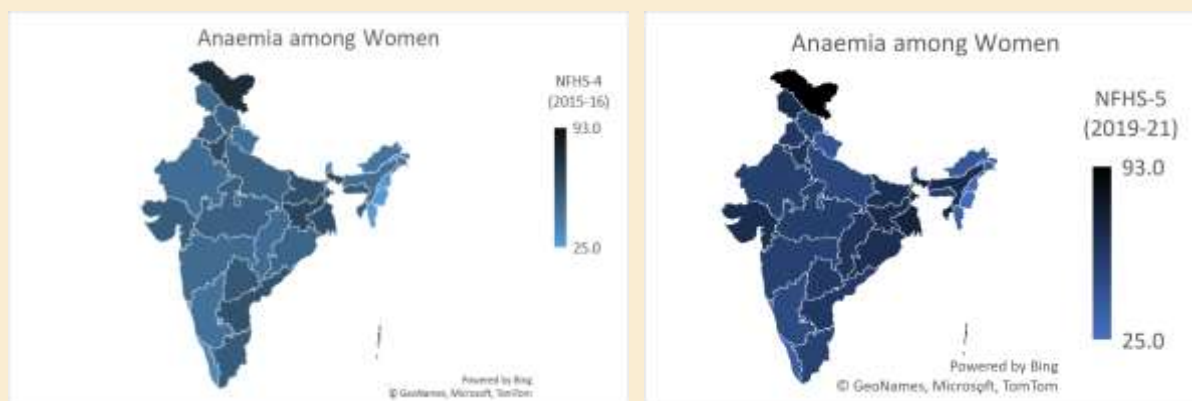 Anaemia among Women
NFHS-4
(2015-16)
93.0
25.0
Powered by Bing
© GeoNames, Microsoft, TomTom
Anaemia among Women
NFHS-5
(2019-21)
93.0
25.0
Powered by Bing
© GeoNames, Microsoft, TomTom